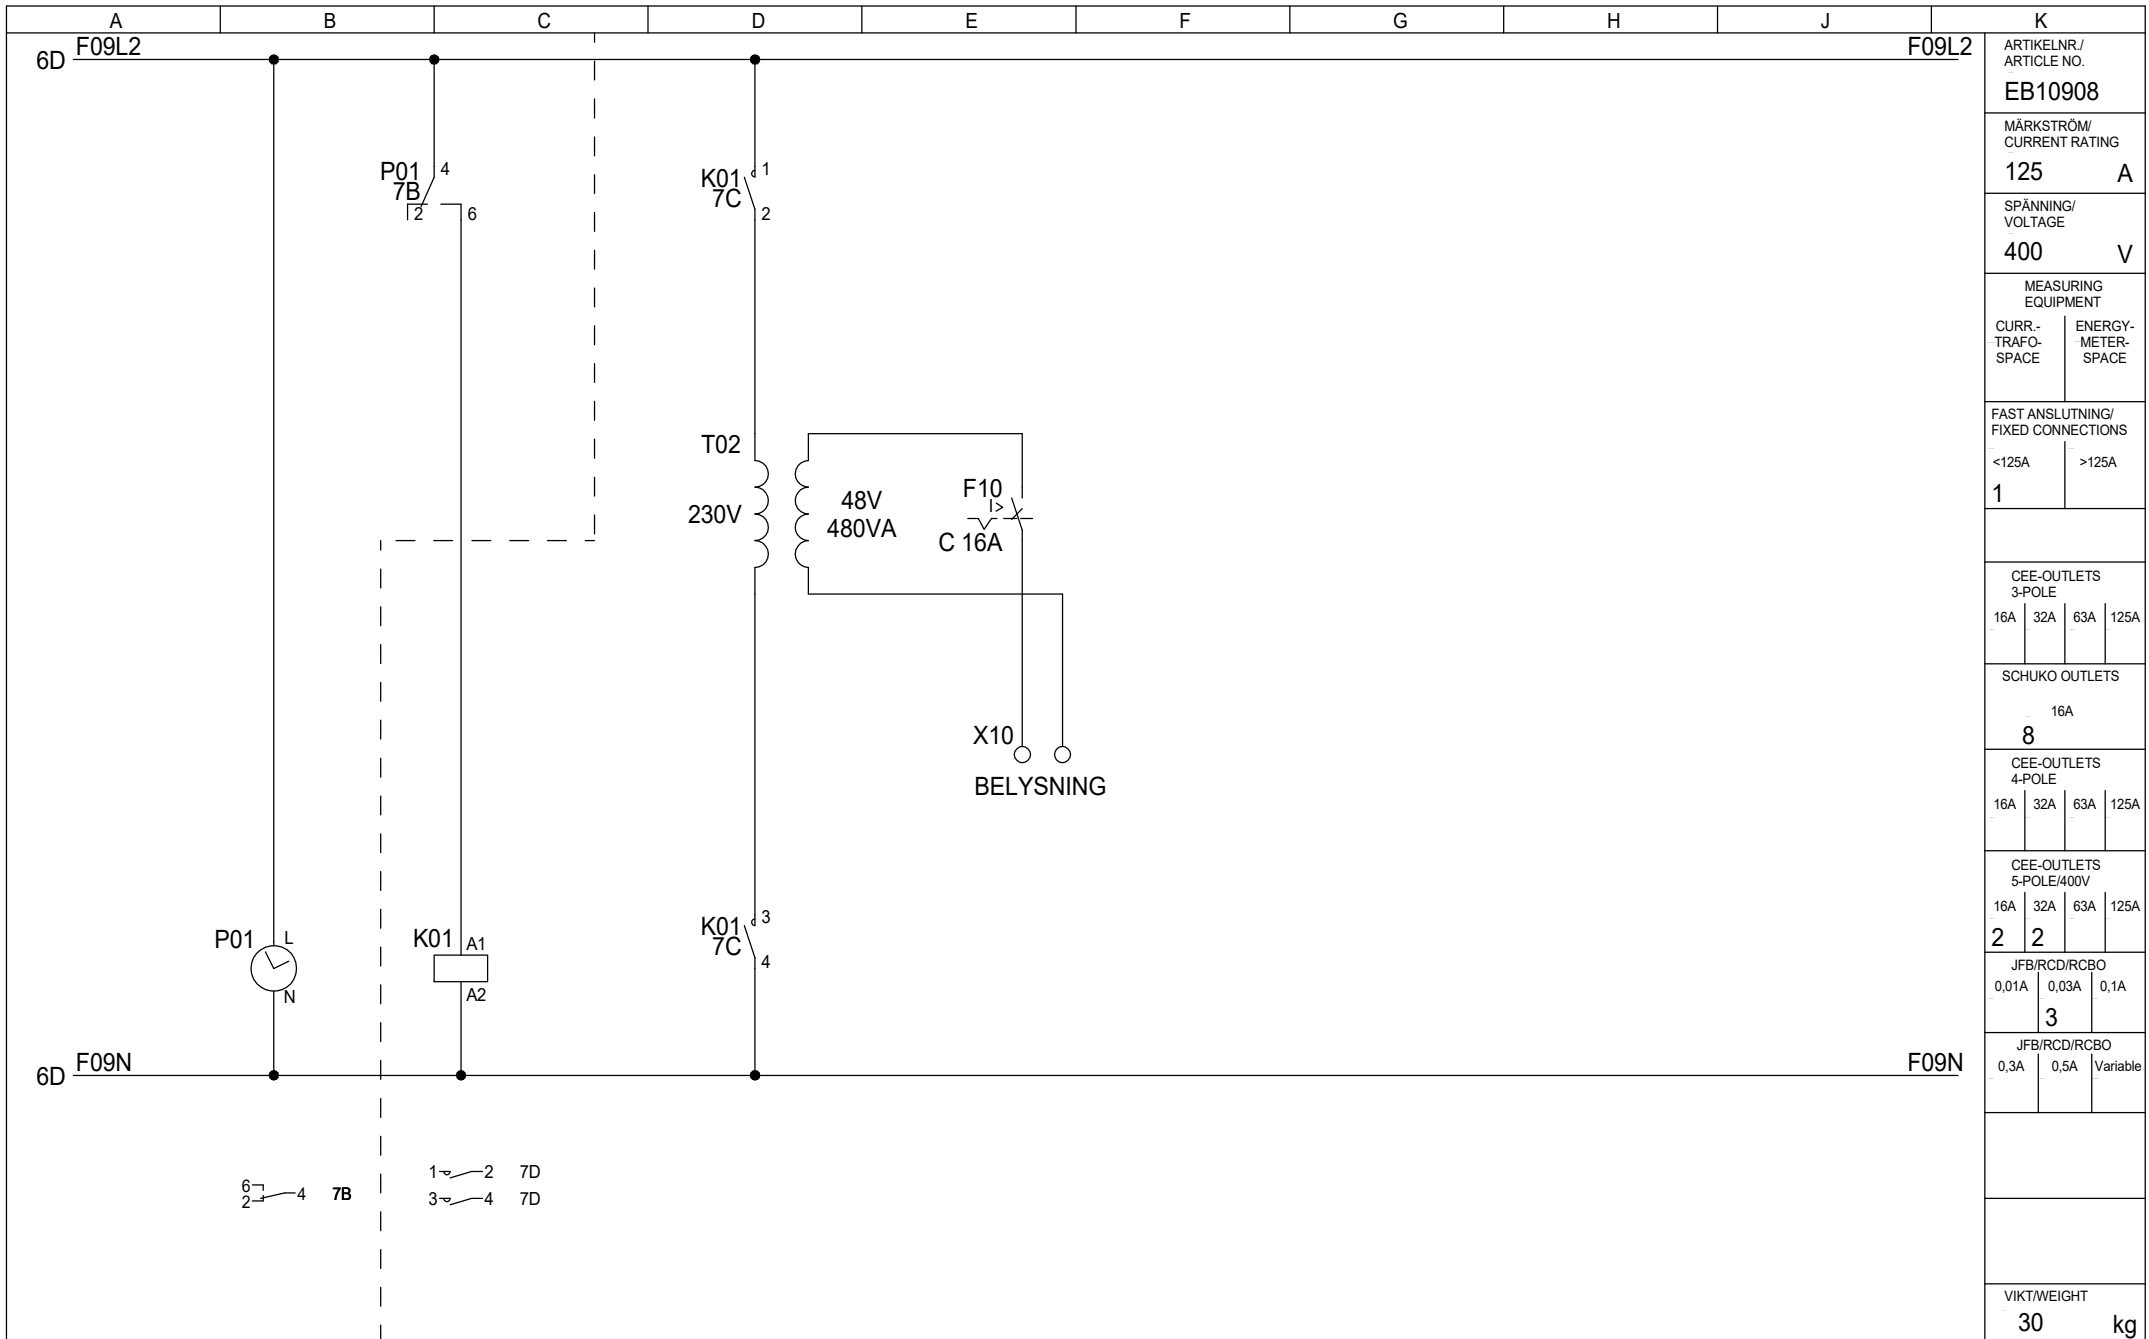 A B C D E F G H J K
6D F09L2 F09L2
P01 4
7B
2 6
K01 1
7C
2
T02
230V
48V
480VA
F10
I>
C 16A
X10
BELYSNING
P01 L
N
K01 A1
A2
K01 3
7C
4
6D F09N F09N
6
2 4 7B
1 2 7D
3 4 7D
ARTIKELNR./
ARTICLE NO.
EB10908
MÄRKSTRÖM/
CURRENT RATING
125 A
SPÄNNING/
VOLTAGE
400 V
MEASURING
EQUIPMENT
CURR.-
TRAFO-
SPACE
ENERGY-
METER-
SPACE
FAST ANSLUTNING/
FIXED CONNECTIONS
<125A >125A
1
CEE-OUTLETS
3-POLE
16A 32A 63A 125A
SCHUKO OUTLETS
16A
8
CEE-OUTLETS
4-POLE
16A 32A 63A 125A
CEE-OUTLETS
5-POLE/400V
16A 32A 63A 125A
2 2
JFB/RCD/RCBO
0,01A 0,03A 0,1A
3
JFB/RCD/RCBO
0,3A 0,5A Variable
VIKT/WEIGHT
30 kg